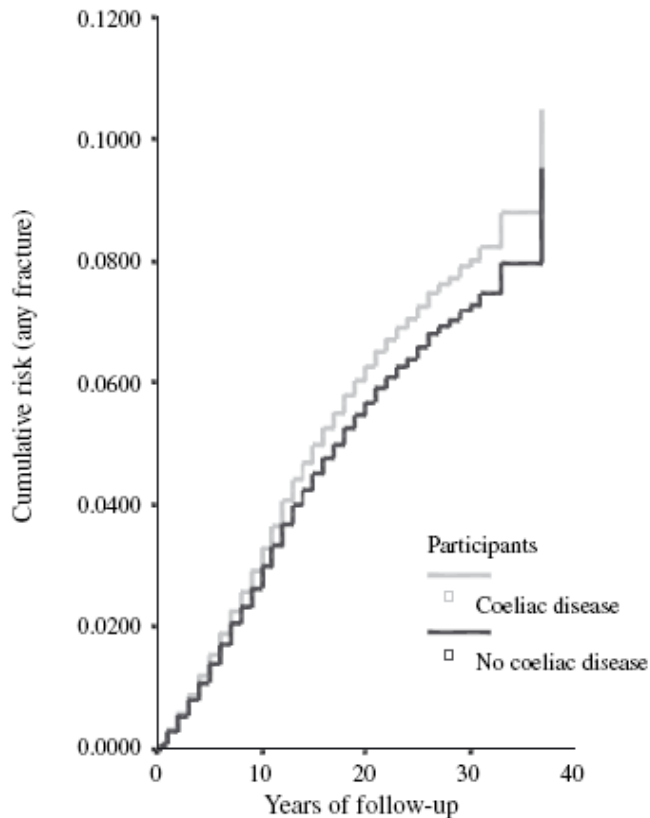 0.1200
0.1000
0.0800
0.0600
0.0400
0.0200
0.0000
Cumulative risk (any fracture)
Participants
Coeliac disease
No coeliac disease
0 10 20 30 40
Years of follow-up